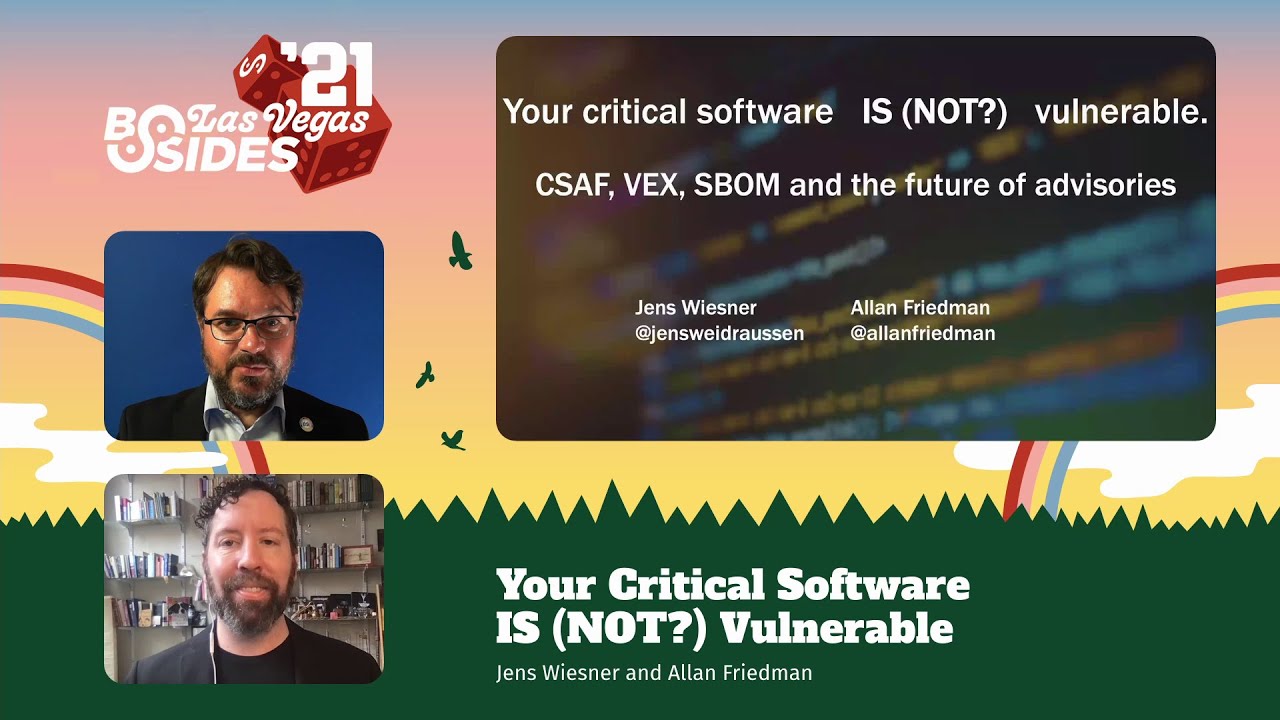 '21
BSIDES Las Vegas
Your critical software IS (NOT?) vulnerable.
CSAF, VEX, SBOM and the future of advisories
Jens Wiesner Allan Friedman
@jensweidraussen @allanfriedman
Your Critical Software
IS (NOT?) Vulnerable
Jens Wiesner and Allan Friedman